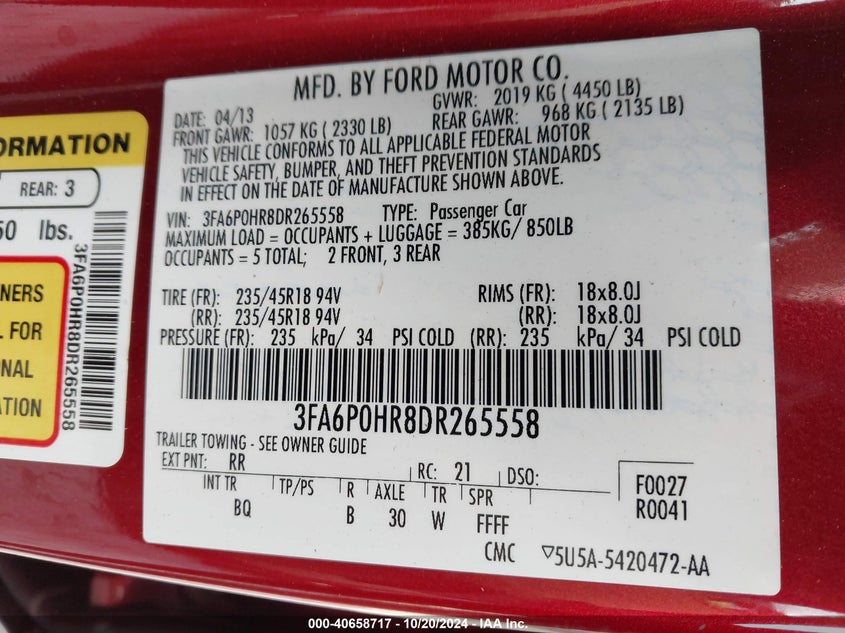 MFD. BY FORD MOTOR CO.
DATE: 04/13
GVWR: 2019 KG ( 4450 LB)
FRONT GAWR: 1057 KG ( 2330 LB)
REAR GAWR: 968 KG ( 2135 LB)
THIS VEHICLE CONFORMS TO ALL APPLICABLE FEDERAL MOTOR
VEHICLE SAFETY, BUMPER, AND THEFT PREVENTION STANDARDS
IN EFFECT ON THE DATE OF MANUFACTURE SHOWN ABOVE.
VIN: 3FA6P0HR8DR265558 TYPE: Passenger Car
MAXIMUM LOAD = OCCUPANTS + LUGGAGE = 385KG/ 850LB
OCCUPANTS = 5 TOTAL; 2 FRONT, 3 REAR
TIRE (FR): 235/45R18 94V RIMS (FR): 18x8.0J
(RR): 235/45R18 94V (RR): 18x8.0J
PRESSURE (FR): 235 kPa/ 34 PSI COLD (RR): 235 kPa/ 34 PSI COLD
3FA6P0HR8DR265558
TRAILER TOWING - SEE OWNER GUIDE
EXT PNT: RR RC: 21 DSO:
INT TR TP/PS R AXLE TR SPR
BQ B 30 W FFFF
F0027
R0041
CMC ▽5U5A-5420472-AA
ORMATION
REAR: 3
50 lbs.
3FA6P0HR8DR265558
NERS
L FOR
NAL
ATION
000-40658717 - 10/20/2024 - IAA Inc.